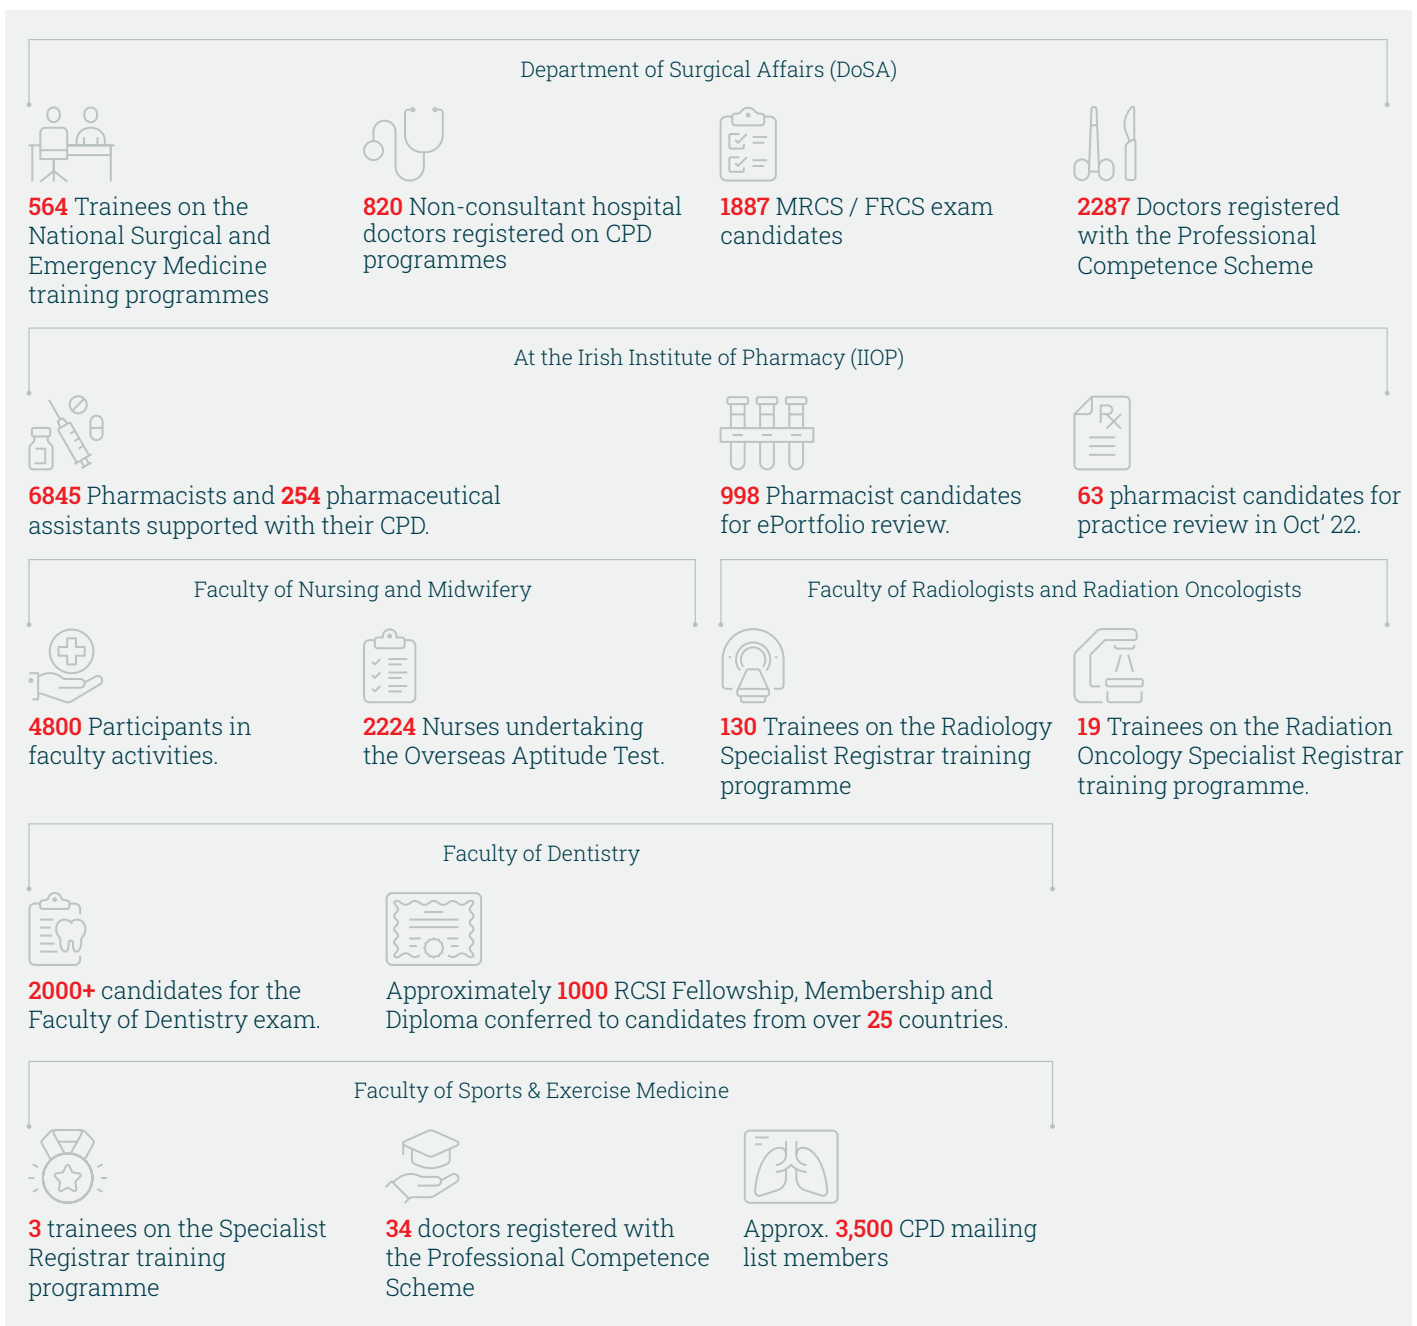 Department of Surgical Affairs (DoSA)
564 Trainees on the
National Surgical and
Emergency Medicine
training programmes
820 Non-consultant hospital
doctors registered on CPD
programmes
1887 MRCS / FRCS exam
candidates
2287 Doctors registered
with the Professional
Competence Scheme
At the Irish Institute of Pharmacy (IIOP)
6845 Pharmacists and 254 pharmaceutical
assistants supported with their CPD.
998 Pharmacist candidates
for ePortfolio review.
Rx
63 pharmacist candidates for
practice review in Oct’ 22.
Faculty of Nursing and Midwifery
4800 Participants in
faculty activities.
2224 Nurses undertaking
the Overseas Aptitude Test.
Faculty of Radiologists and Radiation Oncologists
130 Trainees on the Radiology
Specialist Registrar training
programme
19 Trainees on the Radiation
Oncology Specialist Registrar
training programme.
Faculty of Dentistry
2000+ candidates for the
Faculty of Dentistry exam.
Approximately 1000 RCSI Fellowship, Membership and
Diploma conferred to candidates from over 25 countries.
Faculty of Sports & Exercise Medicine
3 trainees on the Specialist
Registrar training
programme
34 doctors registered with
the Professional Competence
Scheme
Approx. 3,500 CPD mailing
list members